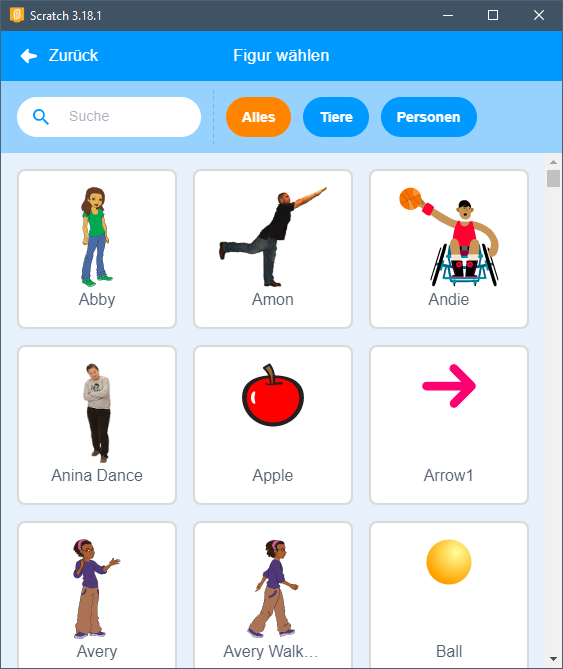 Scratch 3.18.1
Zurück
Figur wählen
Suche
Alles
Tiere
Personen
Abby
Amon
Andie
Anina Dance
Apple
Arrow1
Avery
Avery Walk…
Ball